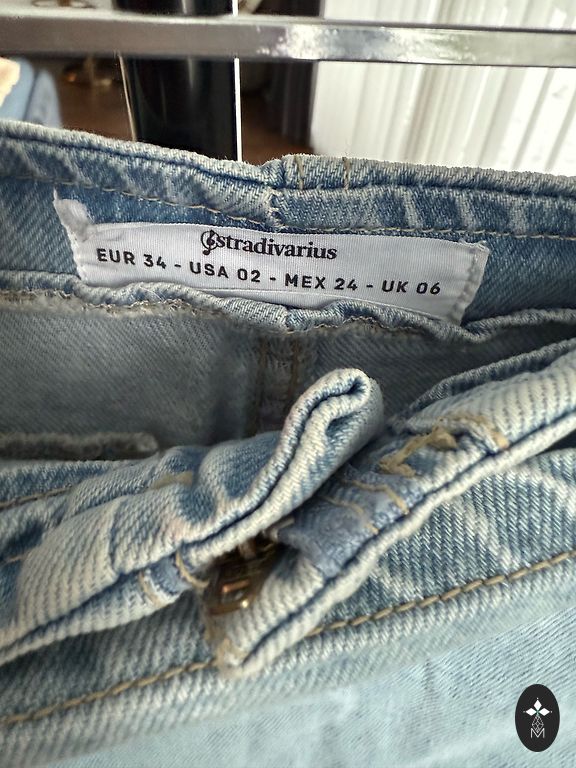 stradivarius
EUR 34 - USA 02 - MEX 24 - UK 06
M